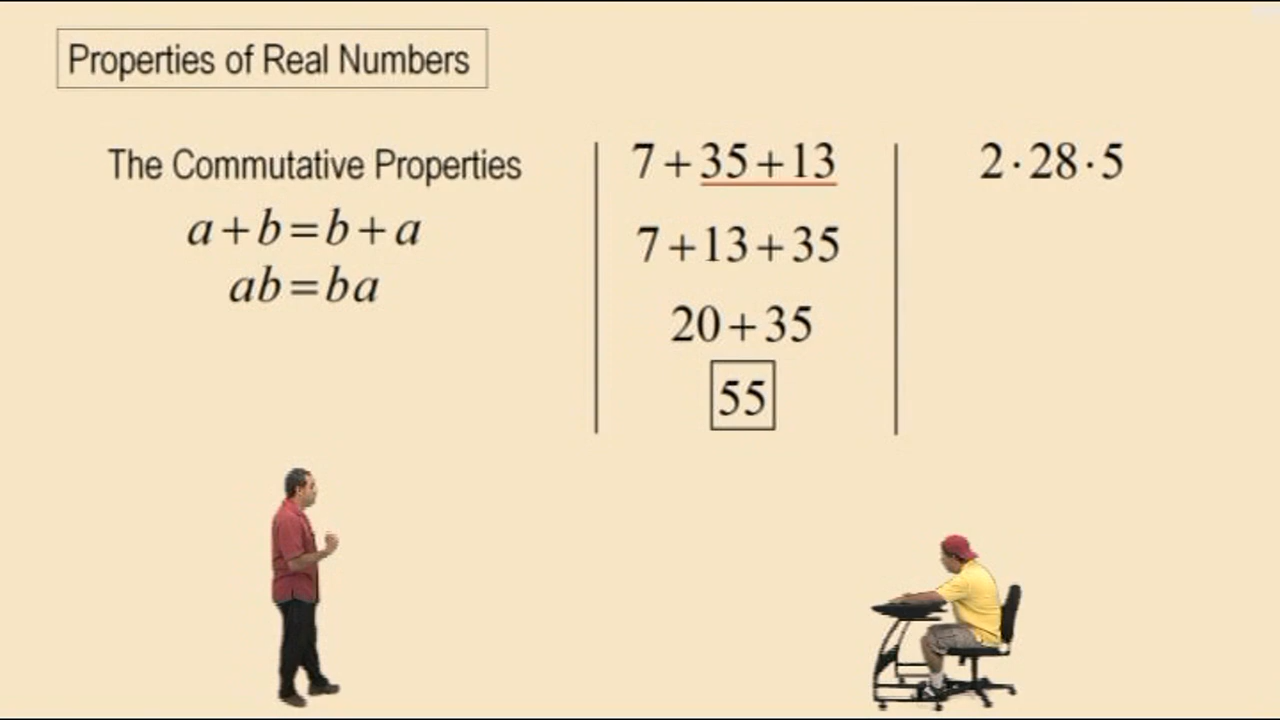 Properties of Real Numbers
The Commutative Properties
a+b=b+a
ab=ba
7+35+13
7+13+35
20+35
55
2·28·5